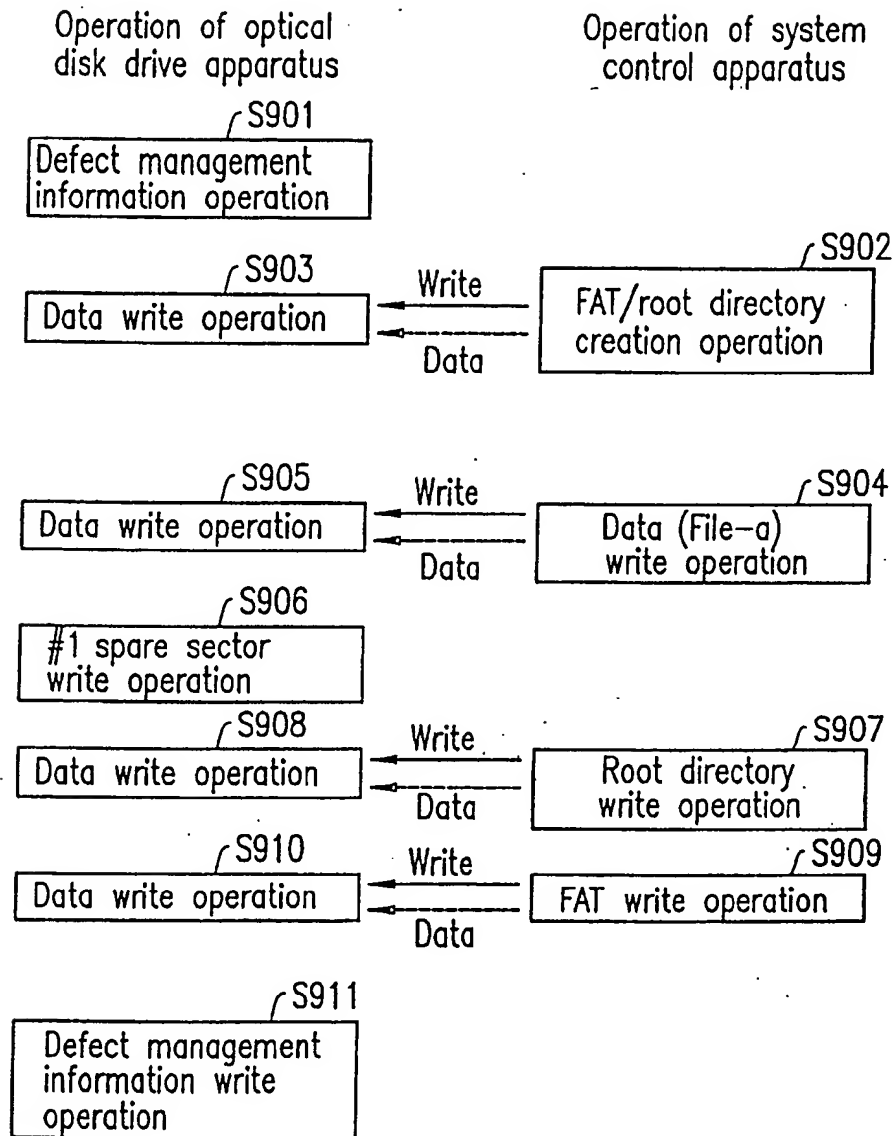 Operation of optical
disk drive apparatus
Operation of system
control apparatus
S901
Defect management
information operation
S902
FAT/root directory
creation operation
S903
Data write operation
Write
Data
S904
Data (File-a)
write operation
S905
Data write operation
Write
Data
S906
#1 spare sector
write operation
S907
Root directory
write operation
S908
Data write operation
Write
Data
S909
FAT write operation
S910
Data write operation
Write
Data
S911
Defect management
information write
operation